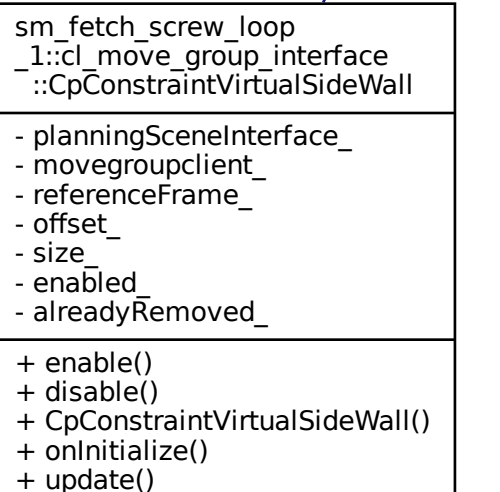 sm_fetch_screw_loop
_1::cl_move_group_interface
::CpConstraintVirtualSideWall
- planningSceneInterface_
- movegroupclient_
- referenceFrame_
- offset_
- size_
- enabled_
- alreadyRemoved_
+ enable()
+ disable()
+ CpConstraintVirtualSideWall()
+ onInitialize()
+ update()